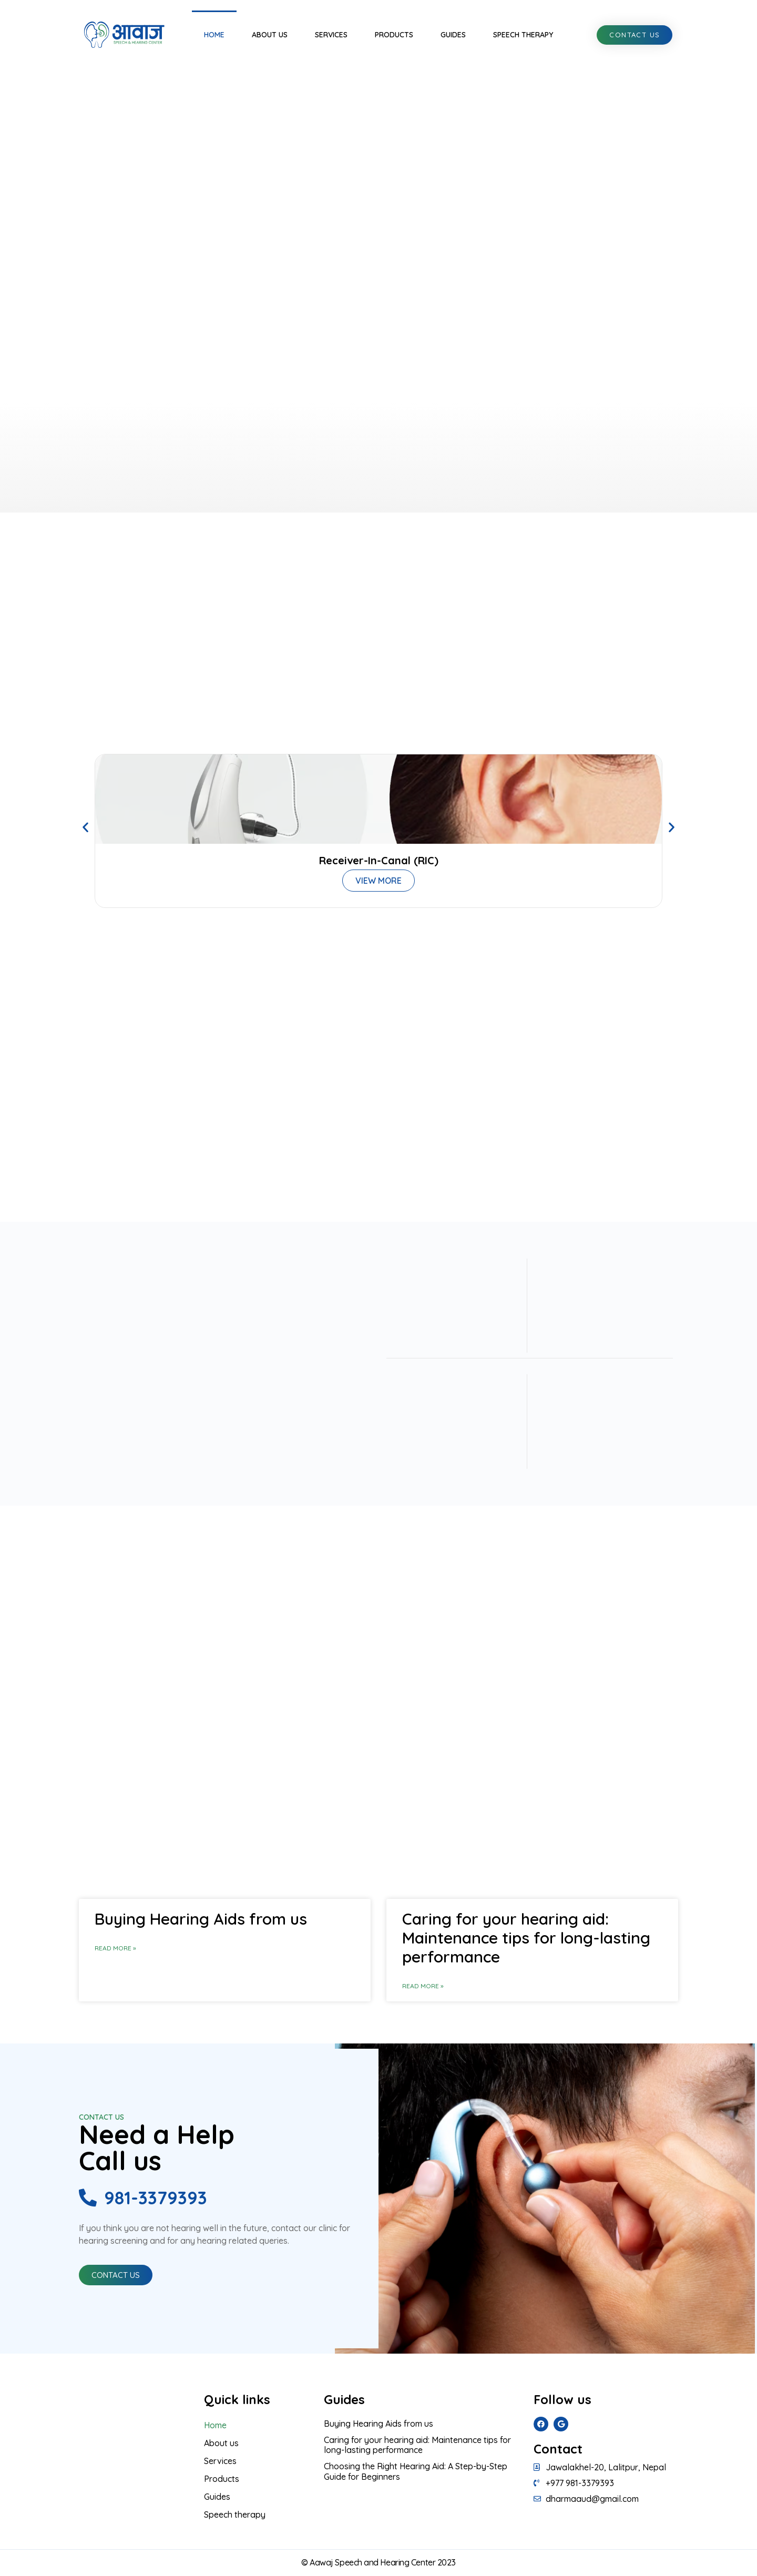 आवाज
SPEECH & HEARING CENTER
HOME
ABOUT US
SERVICES
PRODUCTS
GUIDES
SPEECH THERAPY
CONTACT US
Receiver-In-Canal (RIC)
VIEW MORE
Buying Hearing Aids from us
READ MORE »
Caring for your hearing aid:
Maintenance tips for long-lasting
performance
READ MORE »
CONTACT US
Need a Help
Call us
981-3379393
If you think you are not hearing well in the future, contact our clinic for
hearing screening and for any hearing related queries.
CONTACT US
Quick links
Home
About us
Services
Products
Guides
Speech therapy
Guides
Buying Hearing Aids from us
Caring for your hearing aid: Maintenance tips for
long-lasting performance
Choosing the Right Hearing Aid: A Step-by-Step
Guide for Beginners
Follow us
Contact
Jawalakhel-20, Lalitpur, Nepal
+977 981-3379393
dharmaaud@gmail.com
© Aawaj Speech and Hearing Center 2023